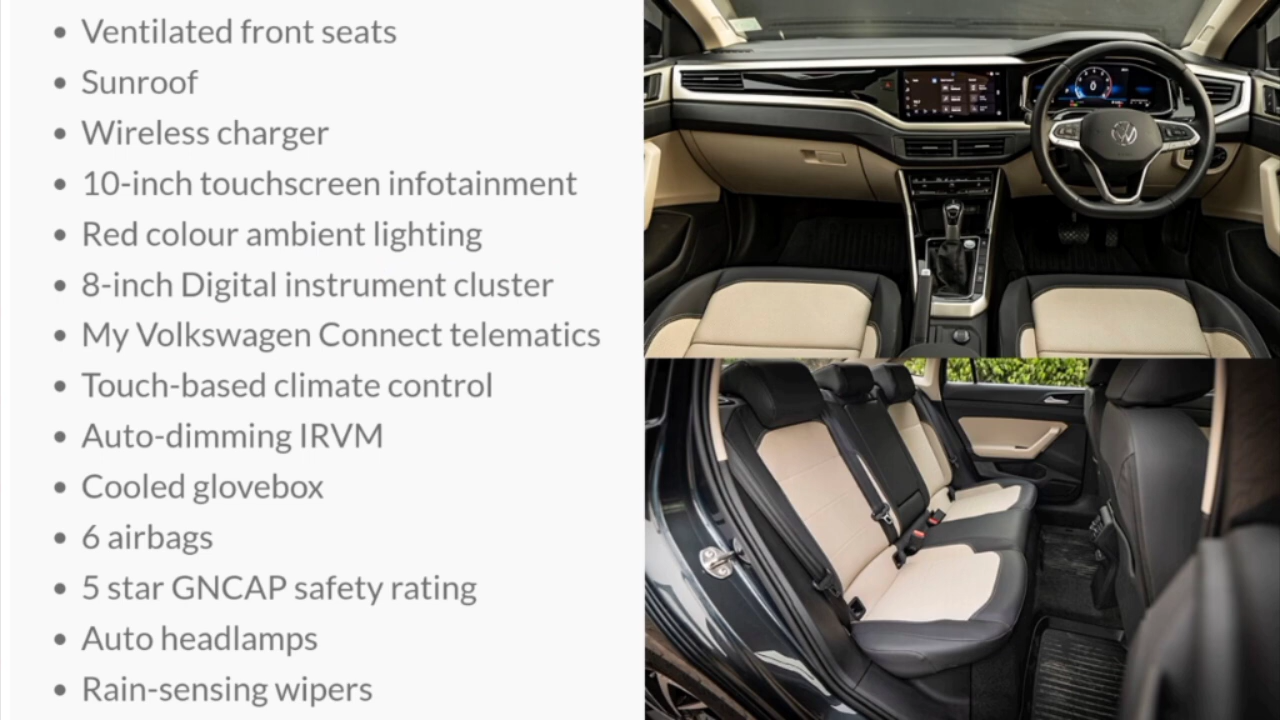 Ventilated front seats
Sunroof
Wireless charger
10-inch touchscreen infotainment
Red colour ambient lighting
8-inch Digital instrument cluster
My Volkswagen Connect telematics
Touch-based climate control
Auto-dimming IRVM
Cooled glovebox
6 airbags
5 star GNCAP safety rating
Auto headlamps
Rain-sensing wipers